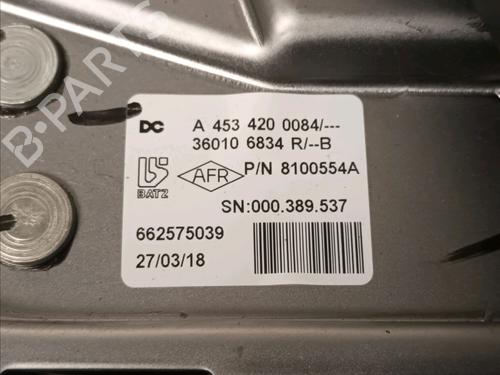 DC A 453 420 0084/---
36010 6834 R/--B
BATZ AFR P/N 8100554A
SN:000.389.537
662575039
27/03/18
B-PARTS